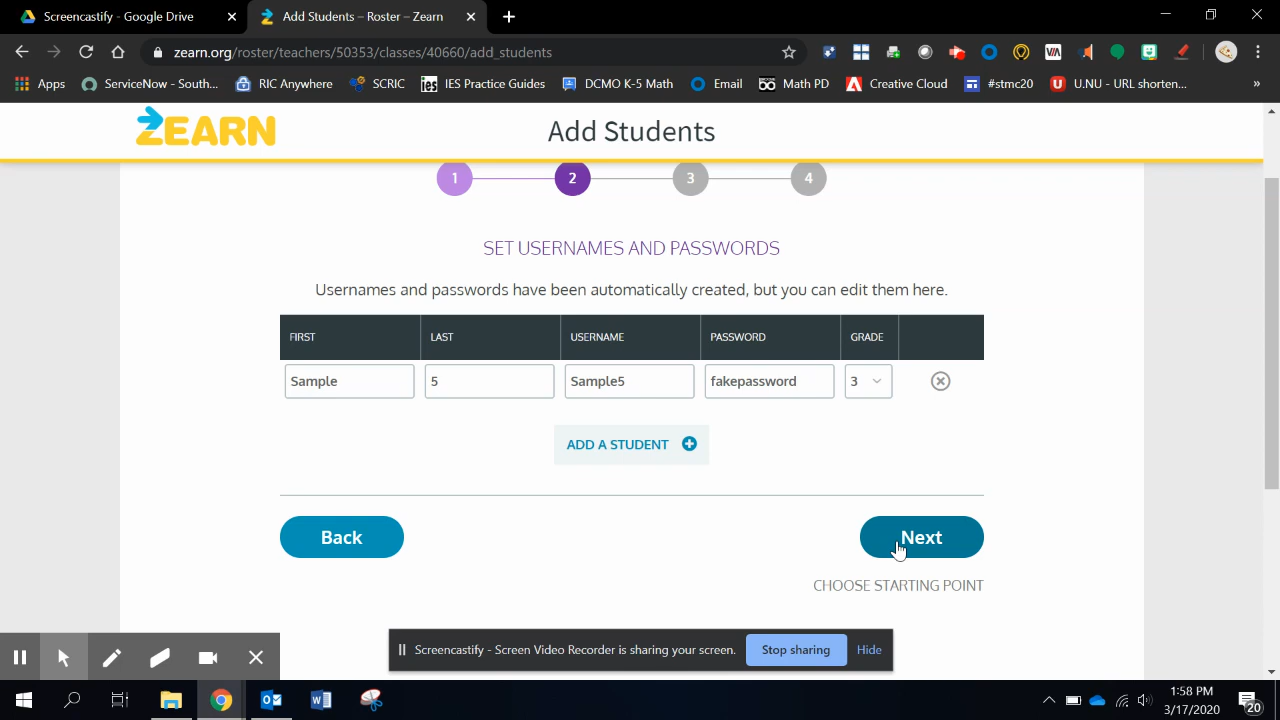 Screencastify - Google Drive
Add Students – Roster – Zearn
zearn.org/roster/teachers/50353/classes/40660/add_students
VIA
Apps
ServiceNow - South...
RIC Anywhere
SCRIC
ies
IES Practice Guides
DCMO K-5 Math
Email
Math PD
Creative Cloud
#stmc20
U.NU - URL shorten...
»
ZEARN
Add Students
1
2
3
4
SET USERNAMES AND PASSWORDS
Usernames and passwords have been automatically created, but you can edit them here.
FIRST
LAST
USERNAME
PASSWORD
GRADE
Sample
5
Sample5
fakepassword
3
ADD A STUDENT
Back
Next
CHOOSE STARTING POINT
Screencastify - Screen Video Recorder is sharing your screen.
Stop sharing
Hide
1:58 PM
3/17/2020
20